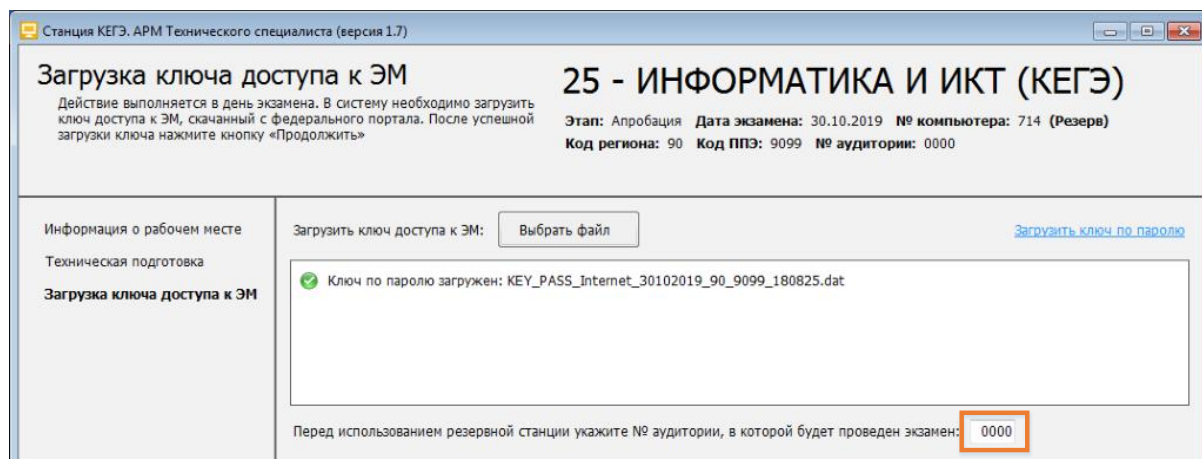 Станция КЕГЭ. АРМ Технического специалиста (версия 1.7)
Загрузка ключа доступа к ЭМ
Действие выполняется в день экзамена. В систему необходимо загрузить
ключ доступа к ЭМ, скачанный с федерального портала. После успешной
загрузки ключа нажмите кнопку «Продолжить»
25 - ИНФОРМАТИКА И ИКТ (КЕГЭ)
Этап: Апробация Дата экзамена: 30.10.2019 № компьютера: 714 (Резерв)
Код региона: 90 Код ППЭ: 9099 № аудитории: 0000
Информация о рабочем месте
Техническая подготовка
Загрузка ключа доступа к ЭМ
Загрузить ключ доступа к ЭМ: Выбрать файл Загрузить ключ по паролю
Ключ по паролю загружен: KEY_PASS_Internet_30102019_90_9099_180825.dat
Перед использованием резервной станции укажите № аудитории, в которой будет проведен экзамен: 0000